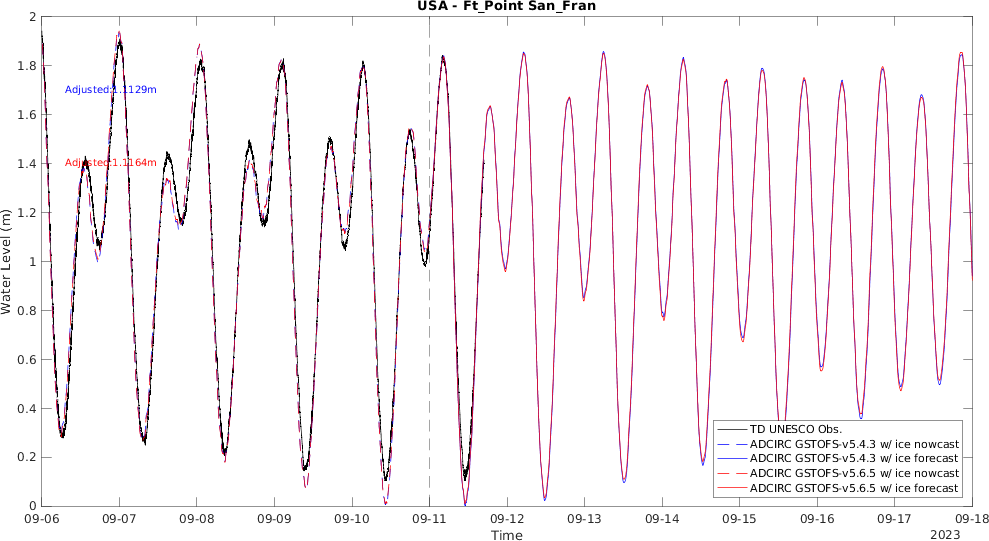 USA - Ft_Point San_Fran
2
1.8
1.6
1.4
1.2
1
0.8
0.6
0.4
0.2
0
Water Level (m)
Adjusted:1.1129m
Adjusted:1.1164m
TD UNESCO Obs.
ADCIRC GSTOFS-v5.4.3 w/ ice nowcast
ADCIRC GSTOFS-v5.4.3 w/ ice forecast
ADCIRC GSTOFS-v5.6.5 w/ ice nowcast
ADCIRC GSTOFS-v5.6.5 w/ ice forecast
09-06 09-07 09-08 09-09 09-10 09-11 09-12 09-13 09-14 09-15 09-16 09-17 09-18
Time
2023